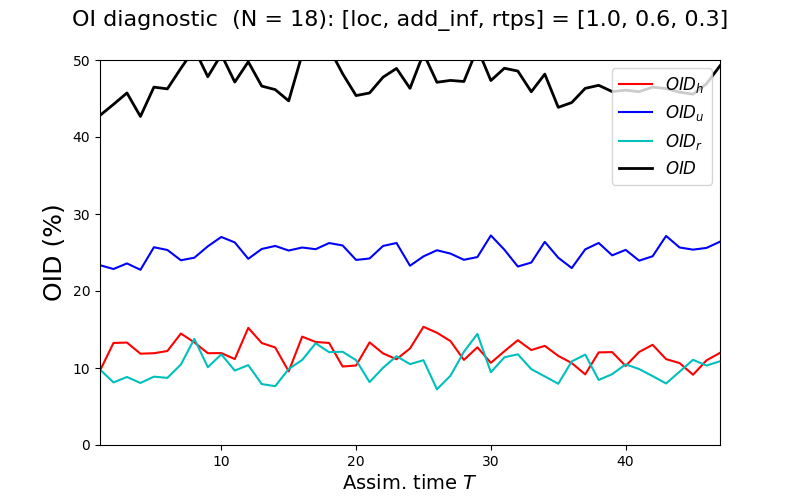 OI diagnostic (N = 18): [loc, add_inf, rtps] = [1.0, 0.6, 0.3]
50
40
30
20
10
0
OID (%)
OID_h
OID_u
OID_r
OID
10 20 30 40
Assim. time T